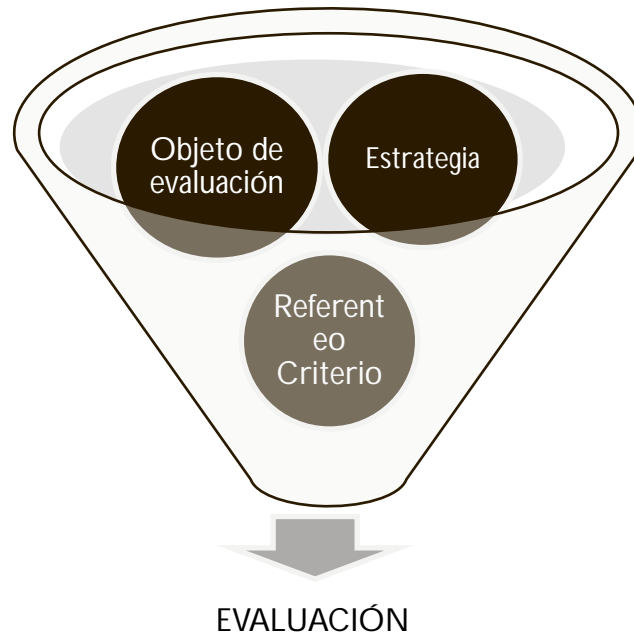 Objeto de
evaluación
Estrategia
Referent
eo
Criterio
EVALUACIÓN